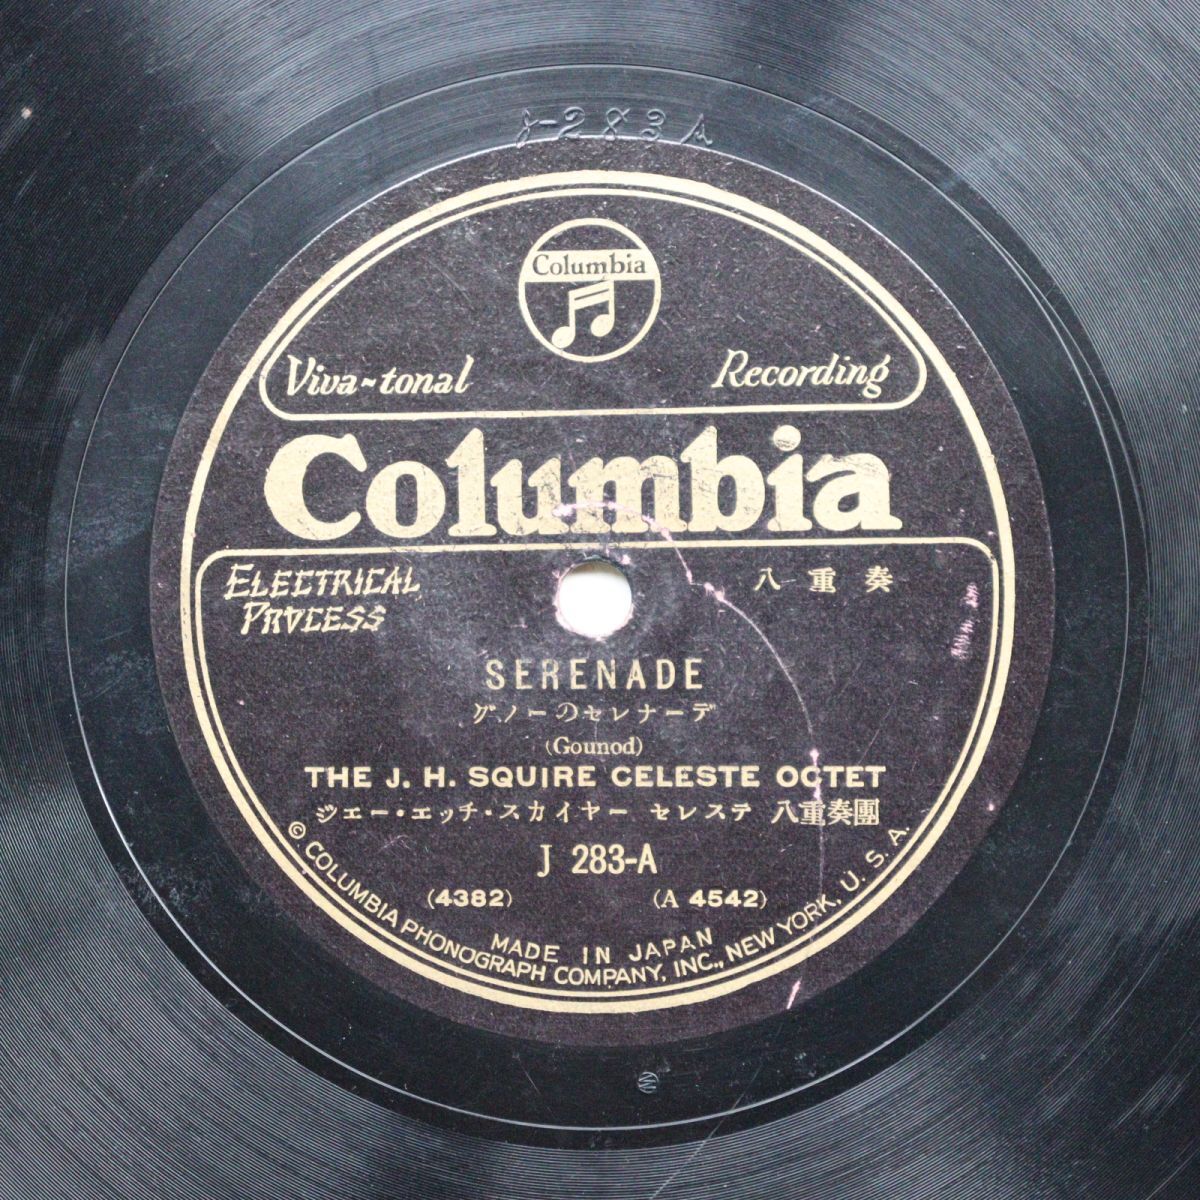 J-283A
Columbia
Viva-tonal Recording
Columbia
ELECTRICAL
PROCESS
八重奏
SERENADE
グノーのセレナーデ
(Gounod)
THE J. H. SQUIRE CELESTE OCTET
ジェー・エッチ・スカイヤー セレステ 八重奏團
J 283-A
(4382) (A 4542)
MADE IN JAPAN
© COLUMBIA PHONOGRAPH COMPANY, INC., NEW YORK, U. S. A.